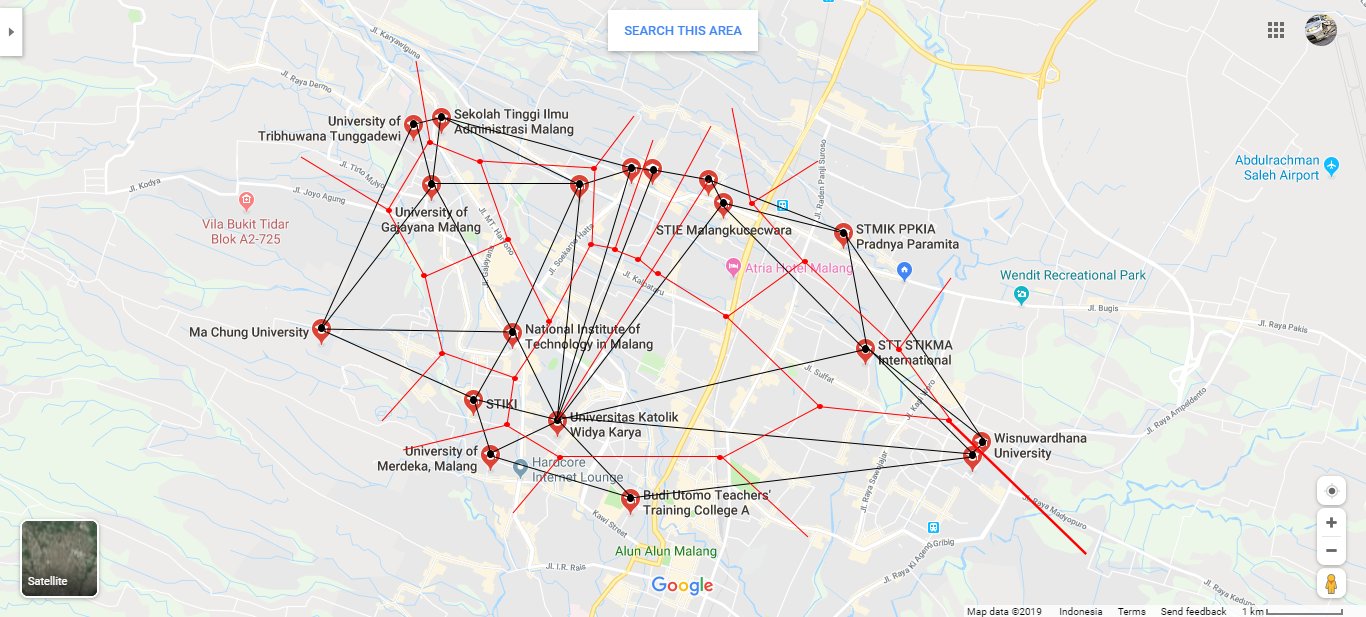 SEARCH THIS AREA
Jl. Karyawiguna
Jl. Raya Dermo
University of
Tribhuwana Tunggadewi
Sekolah Tinggi Ilmu
Administrasi Malang
Jl. Raden Panji Suroso
Abdulrachman
Saleh Airport
Jl. Tirto Mulyo
Jl. Kodya
Jl. Joyo Agung
Vila Bukit Tidar
Blok A2-725
University of
Gajayana Malang
Jl. MT. Haryono
Jl. Soekarno Hatta
STIE Malangkucecwara
STMIK PPKIA
Pradnya Paramita
Jl. Gajayana
Atria Hotel Malang
Jl. Kalpataru
Wendit Recreational Park
Jl. Bugis
Jl. Raya Pakis
Ma Chung University
National Institute of
Technology in Malang
STT STIKMA
International
Jl. Sulfat
Jl. Raya Ampeldento
STIKI
Universitas Katolik
Widya Karya
Wisnuwardhana
University
University of
Merdeka, Malang
Hardcore
Internet Lounge
Jl. Raya Sawojajar
Budi Utomo Teachers'
Training College A
Jl. Raya Madyopuro
Kawi Street
Alun Alun Malang
Jl. Raya Ki Ageng Gribig
Jl. I.R. Rais
Satellite
Google
Map data ©2019 Indonesia Terms Send feedback 1 km